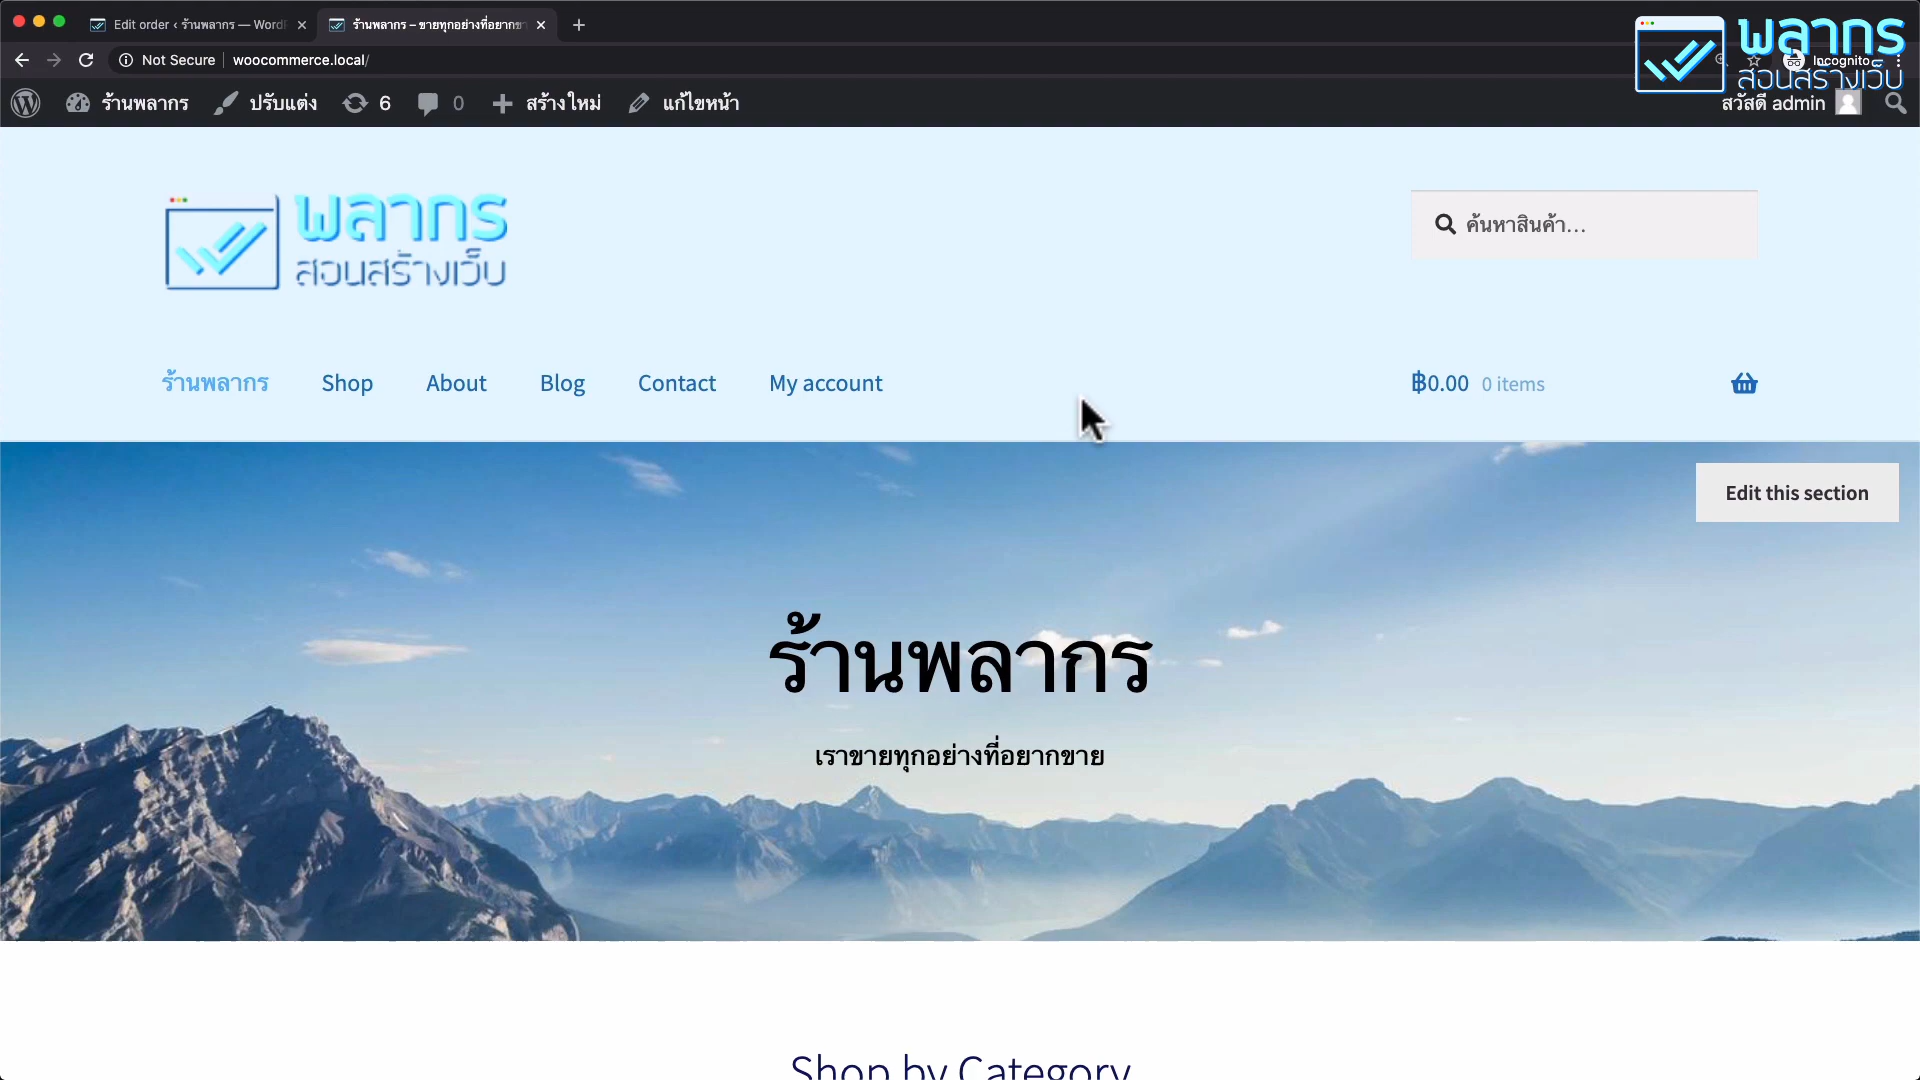 Edit order ‹ ร้านพลากร — WordP
ร้านพลากร – ขายทุกอย่างที่อยากขา
Not Secure
woocommerce.local/
Incognito
พลากร
สอนสร้างเว็บ
ร้านพลากร
ปรับแต่ง
6
0
สร้างใหม่
แก้ไขหน้า
สวัสดี admin
พลากร
สอนสร้างเว็บ
ค้นหาสินค้า…
ร้านพลากร
Shop
About
Blog
Contact
My account
฿0.00 0 items
Edit this section
ร้านพลากร
เราขายทุกอย่างที่อยากขาย
Shop by Category